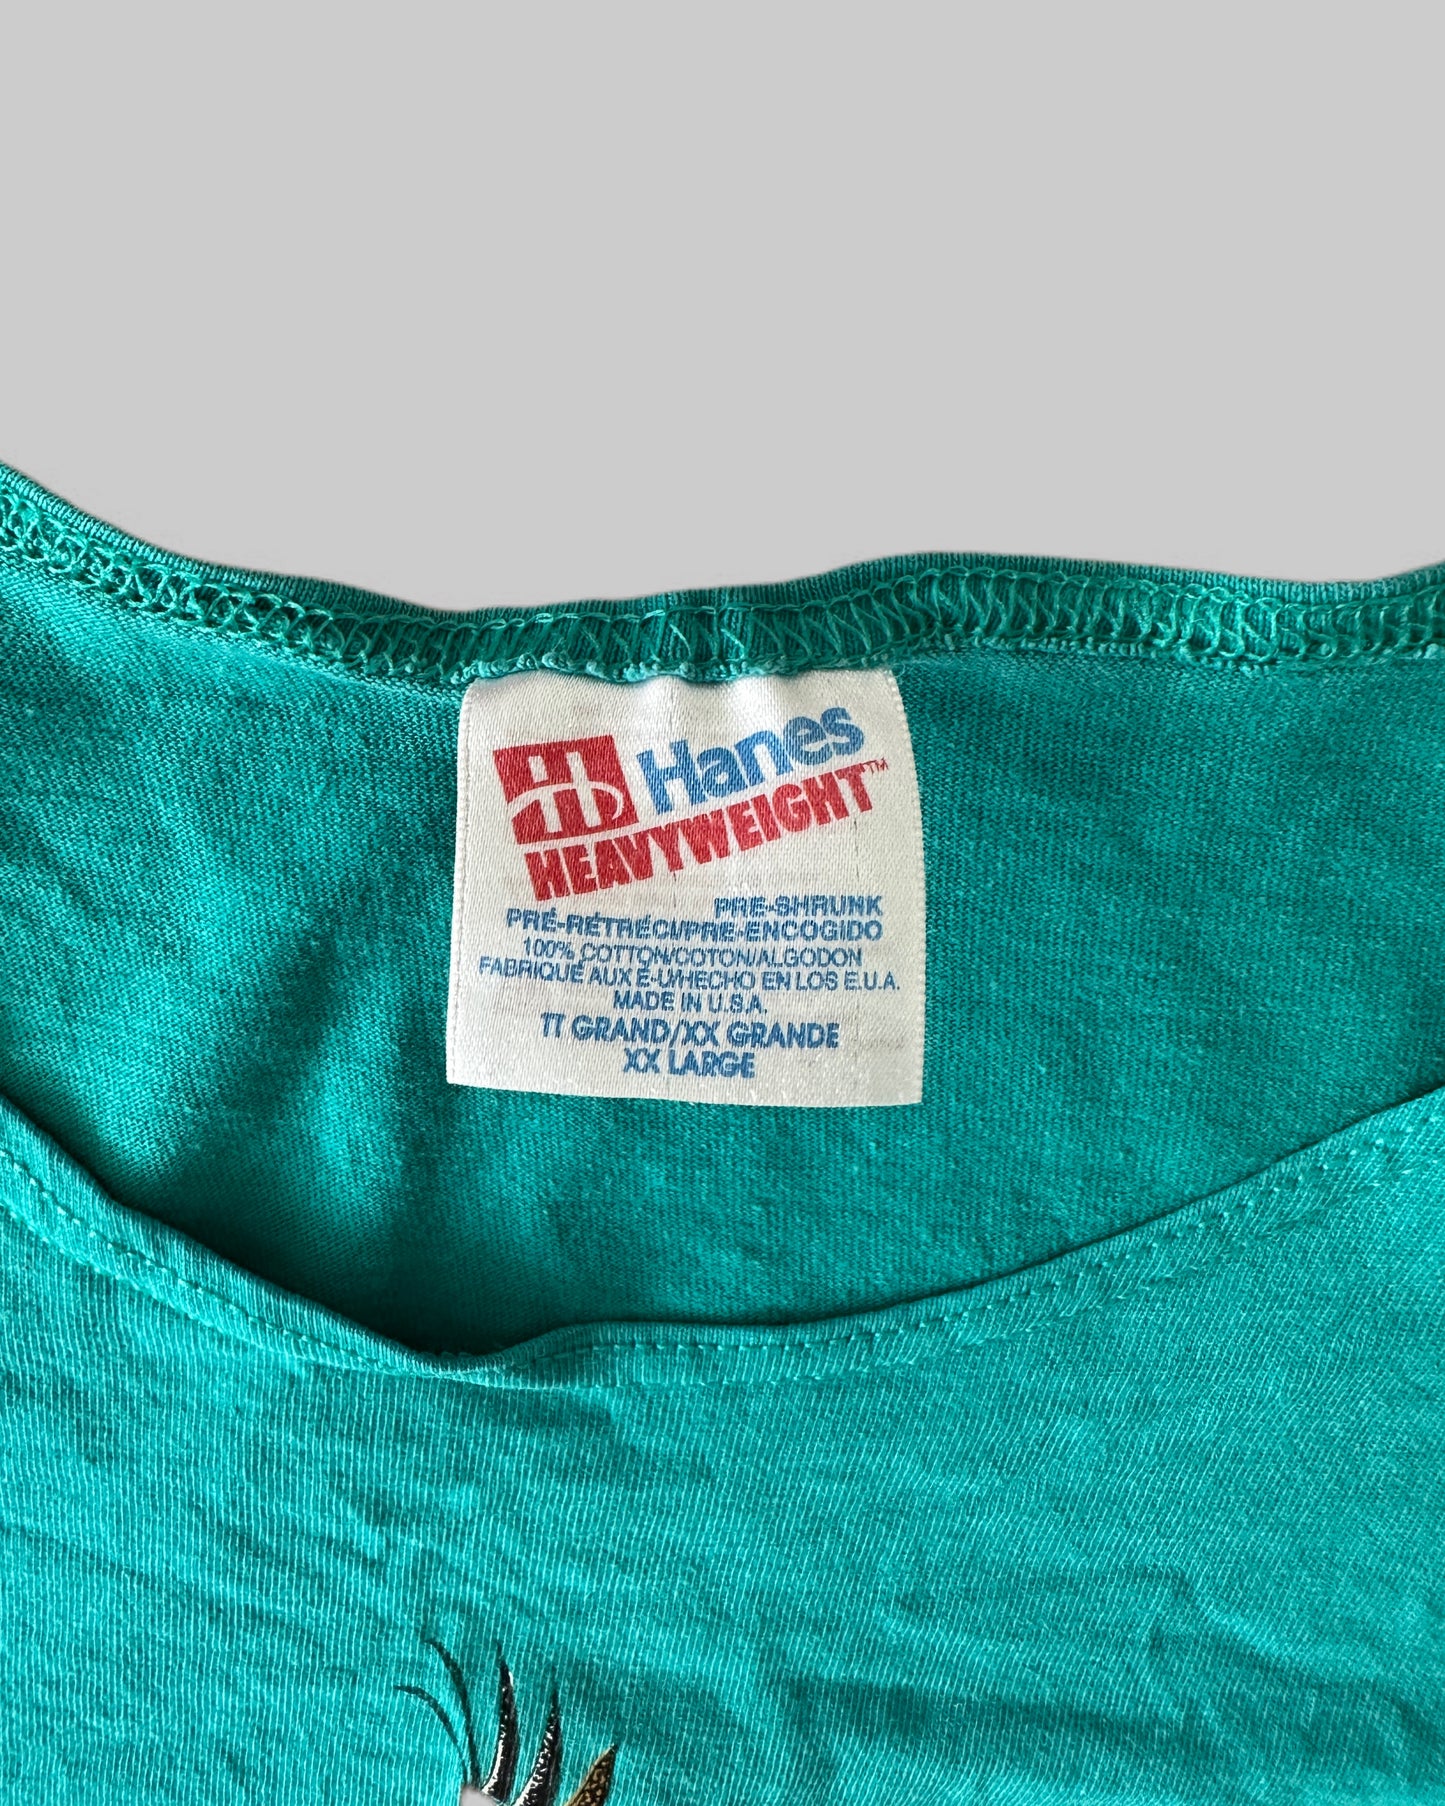 Hanes
HEAVYWEIGHT™
PRE-SHRUNK
PRÉ-RÉTRÉCI/PRE-ENCOGIDO
100% COTTON/COTON/ALGODON
FABRIQUÉ AUX É-U/HECHO EN LOS E.U.A.
MADE IN U.S.A.
TT GRAND/XX GRANDE
XX LARGE